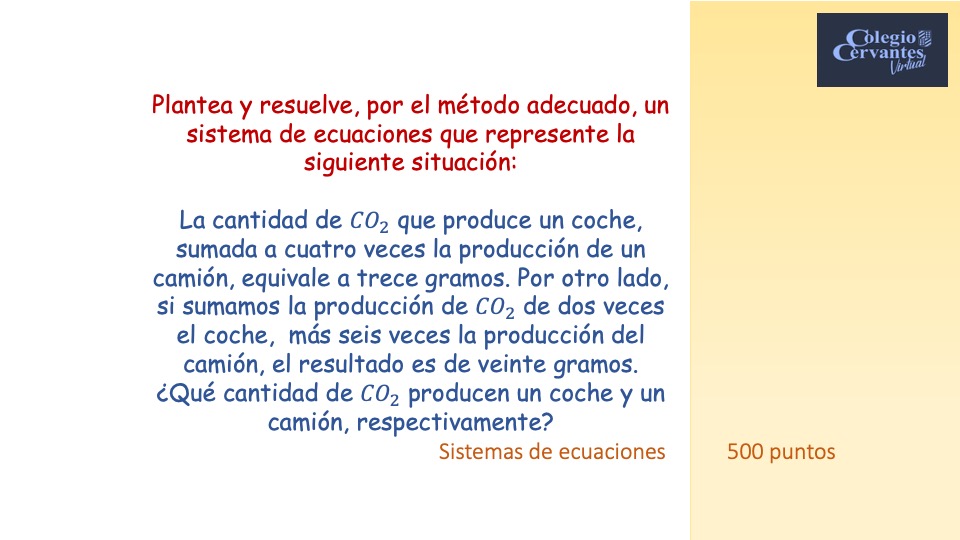 Colegio
Cervantes
Virtual
Plantea y resuelve, por el método adecuado, un
sistema de ecuaciones que represente la
siguiente situación:
La cantidad de 𝐶𝑂₂ que produce un coche,
sumada a cuatro veces la producción de un
camión, equivale a trece gramos. Por otro lado,
si sumamos la producción de 𝐶𝑂₂ de dos veces
el coche,  más seis veces la producción del
camión, el resultado es de veinte gramos.
¿Qué cantidad de 𝐶𝑂₂ producen un coche y un
camión, respectivamente?
Sistemas de ecuaciones
500 puntos